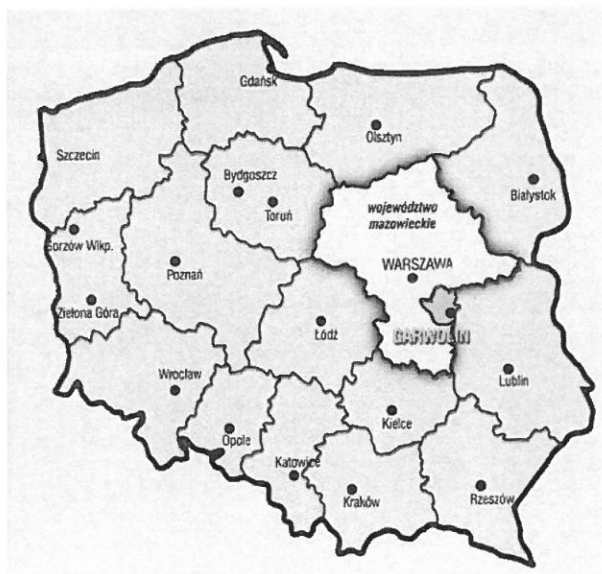 Gdańsk
Olsztyn
Szczecin
Bydgoszcz
Toruń
Białystok
województwo
mazowieckie
Gorzów Wlkp.
Poznań
WARSZAWA
Zielona Góra
Łódź
GARWOLIN
Wrocław
Lublin
Kielce
Opole
Katowice
Kraków
Rzeszów